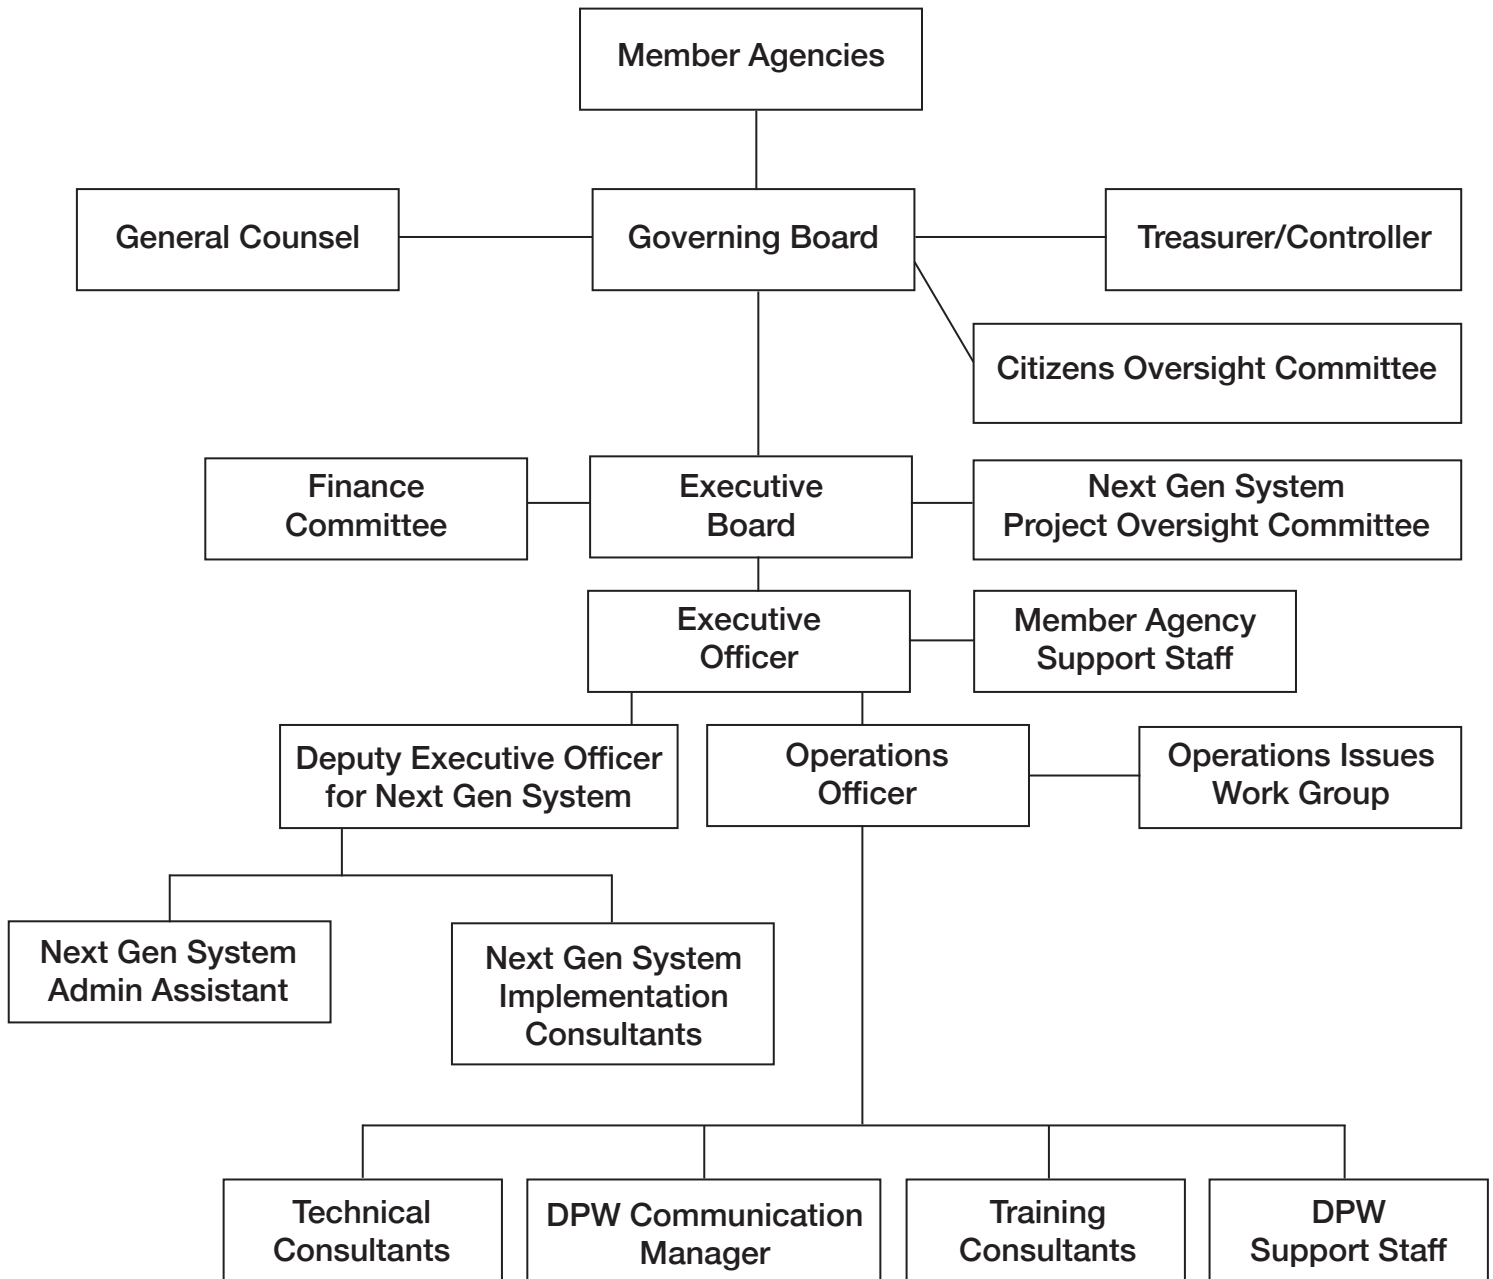 Member Agencies
General Counsel
Governing Board
Treasurer/Controller
Citizens Oversight Committee
Finance
Committee
Executive
Board
Next Gen System
Project Oversight Committee
Executive
Officer
Member Agency
Support Staff
Deputy Executive Officer
for Next Gen System
Operations
Officer
Operations Issues
Work Group
Next Gen System
Admin Assistant
Next Gen System
Implementation
Consultants
Technical
Consultants
DPW Communication
Manager
Training
Consultants
DPW
Support Staff